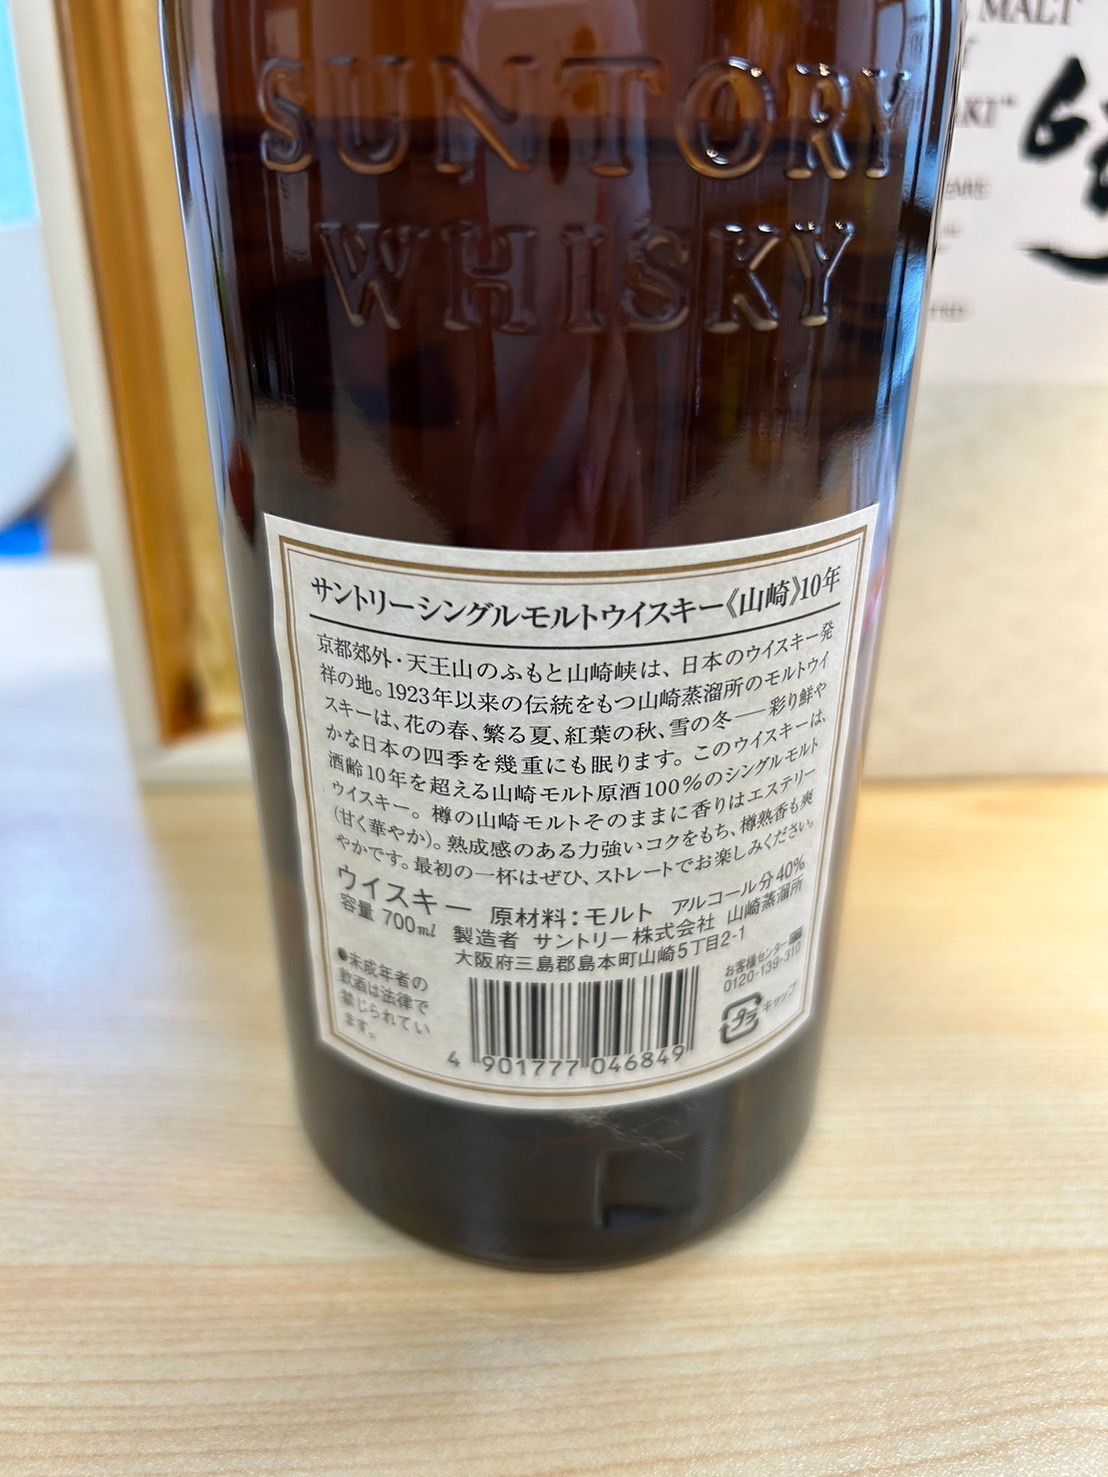 SUNTORY
WHISKY
MALT
サントリーシングルモルトウイスキー《山崎》10年
京都郊外・天王山のふもと山崎峡は、日本のウイスキー発
祥の地。1923年以来の伝統をもつ山崎蒸溜所のモルトウイ
スキーは、花の春、繁る夏、紅葉の秋、雪の冬――彩り鮮や
かな日本の四季を幾重にも眠ります。このウイスキーは、
酒齢10年を超える山崎モルト原酒100%のシングルモルト
ウイスキー。樽の山崎モルトそのままに香りはエステリー
(甘く華やか)。熟成感のある力強いコクをもち、樽熟香も爽
やかです。最初の一杯はぜひ、ストレートでお楽しみください。
ウイスキー 原材料:モルト アルコール分40%
容量 700ml 製造者 サントリー株式会社 山崎蒸溜所
大阪府三島郡島本町山崎5丁目2-1
●未成年者の
飲酒は法律で
禁じられてい
ます。
お客様センター
0120-139-310
プラ キャップ
4 901777 046849